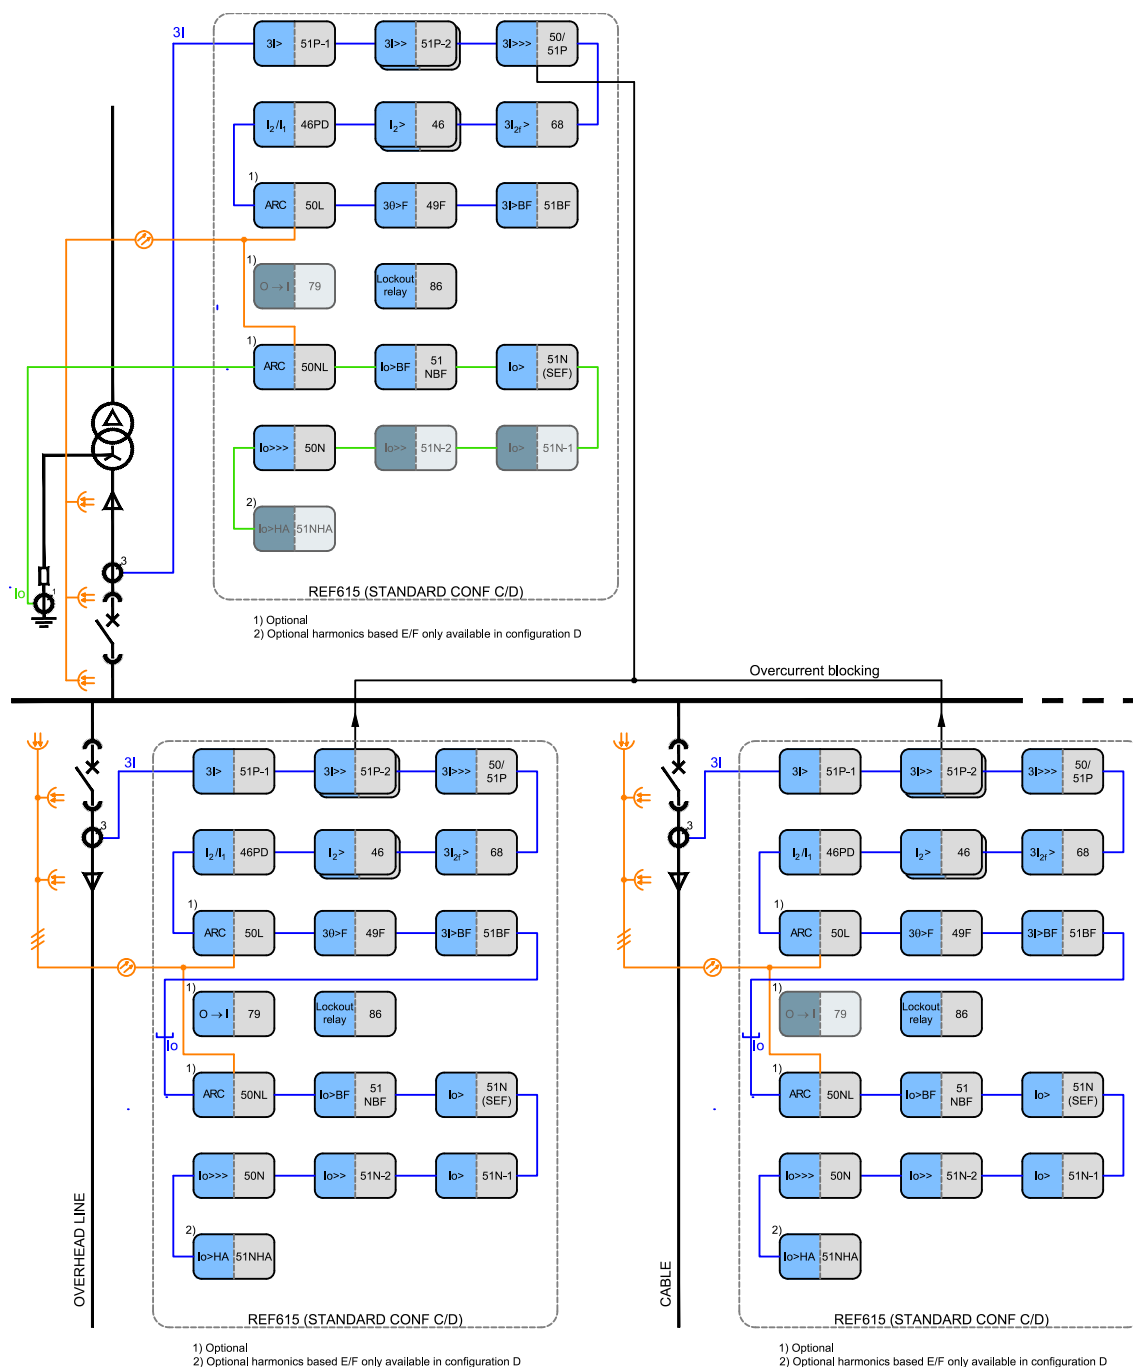 3I
3I> 51P-1
3I>> 51P-2
3I>>> 50/
51P
I2/I1 46PD
I2> 46
3I2f> 68
1)
ARC 50L
3θ>F 49F
3I>BF 51BF
1)
O → I 79
Lockout
relay 86
1)
ARC 50NL
Io>BF 51
NBF
Io> 51N
(SEF)
Io>>> 50N
Io>> 51N-2
Io> 51N-1
2)
Io>HA 51NHA
3
Io
1
REF615 (STANDARD CONF C/D)
1) Optional
2) Optional harmonics based E/F only available in configuration D
Overcurrent blocking
3I
3I> 51P-1
3I>> 51P-2
3I>>> 50/
51P
3
I2/I1 46PD
I2> 46
3I2f> 68
1)
ARC 50L
3θ>F 49F
3I>BF 51BF
1)
O → I 79
Lockout
relay 86
Io
1)
ARC 50NL
Io>BF 51
NBF
Io> 51N
(SEF)
Io>>> 50N
Io>> 51N-2
Io> 51N-1
2)
Io>HA 51NHA
OVERHEAD LINE
REF615 (STANDARD CONF C/D)
1) Optional
2) Optional harmonics based E/F only available in configuration D
3I
3I> 51P-1
3I>> 51P-2
3I>>> 50/
51P
3
I2/I1 46PD
I2> 46
3I2f> 68
1)
ARC 50L
3θ>F 49F
3I>BF 51BF
1)
O → I 79
Lockout
relay 86
Io
1)
ARC 50NL
Io>BF 51
NBF
Io> 51N
(SEF)
Io>>> 50N
Io>> 51N-2
Io> 51N-1
2)
Io>HA 51NHA
CABLE
REF615 (STANDARD CONF C/D)
1) Optional
2) Optional harmonics based E/F only available in configuration D